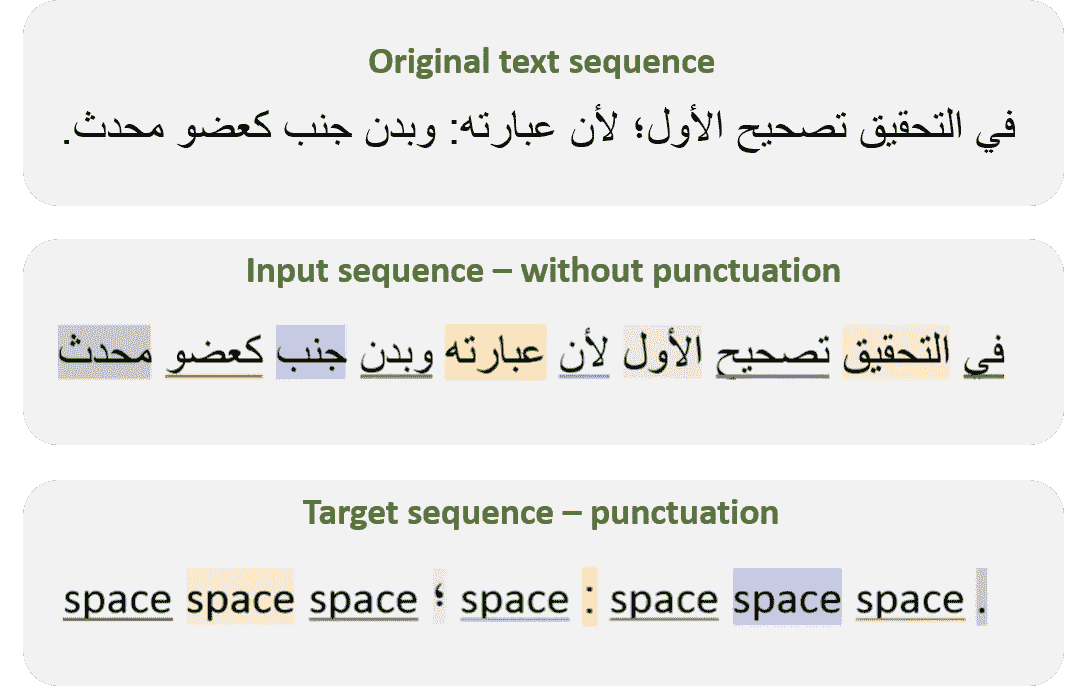 Original text sequence
في التحقيق تصحيح الأول؛ لأن عبارته: وبدن جنب كعضو محدث.
Input sequence – without punctuation
في التحقيق تصحيح الأول لأن عبارته وبدن جنب كعضو محدث
Target sequence – punctuation
space space space ؛ space : space space space .